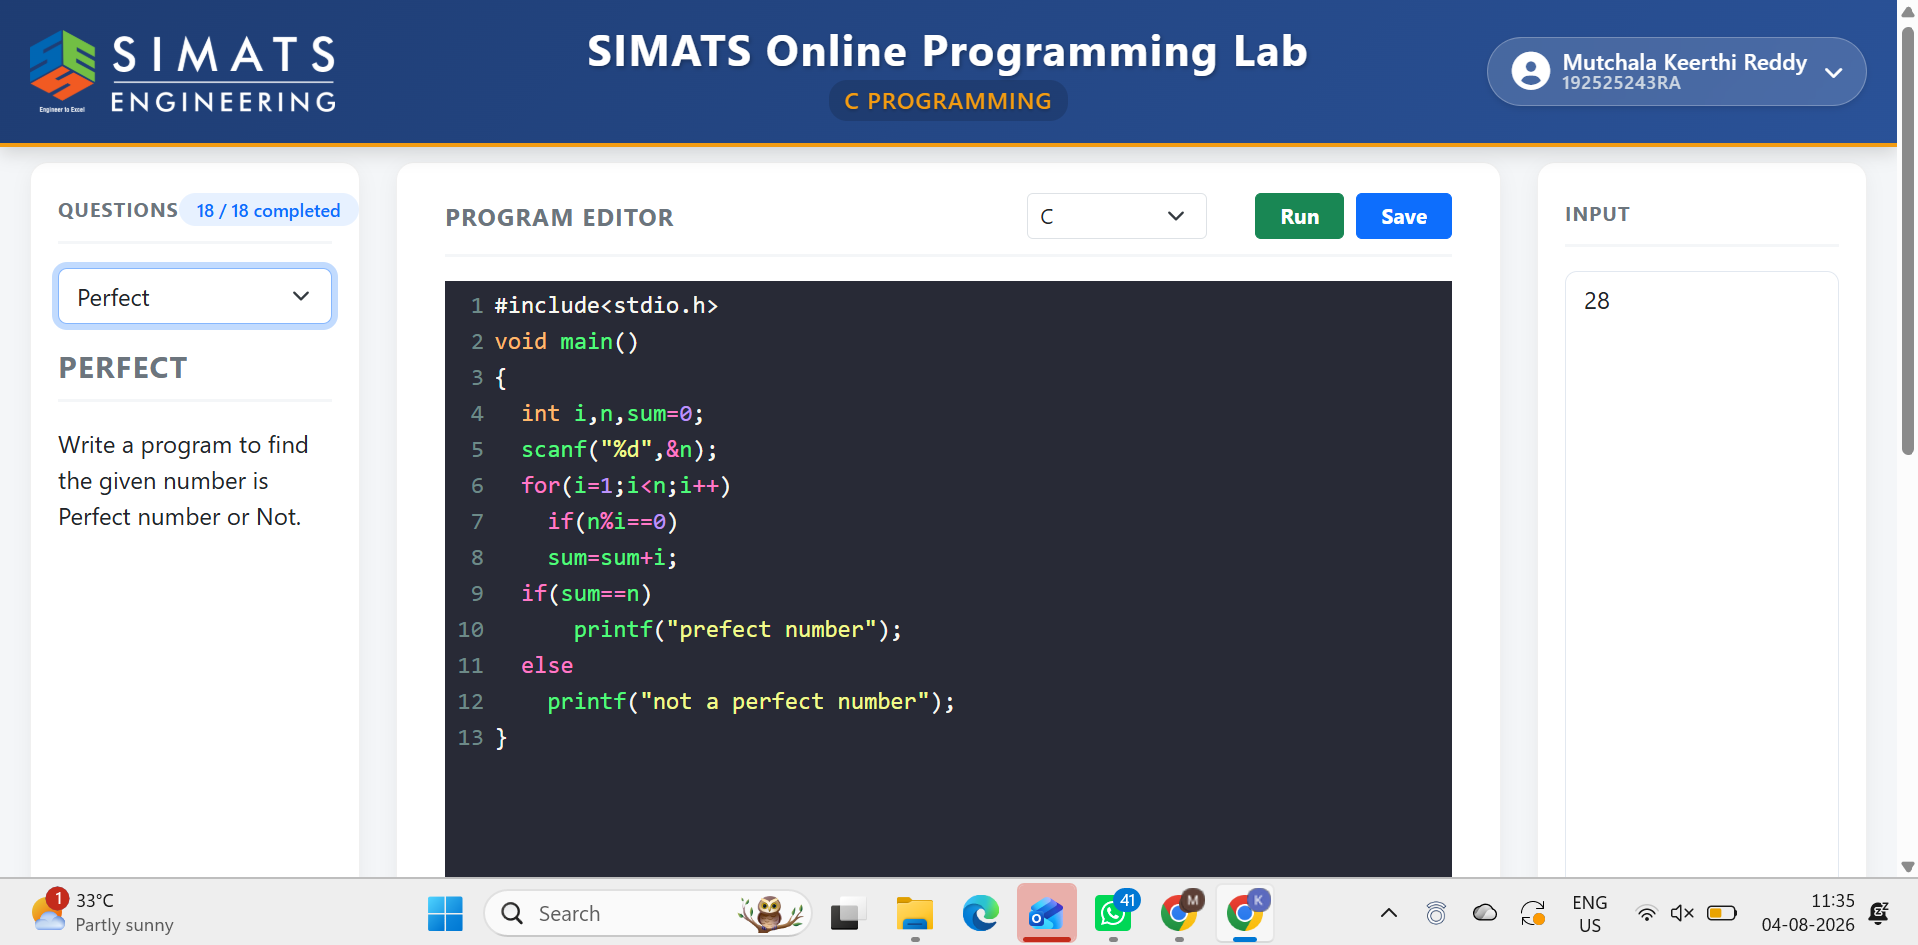 SIMATS
ENGINEERING
Engineer to Excel
SIMATS Online Programming Lab
C PROGRAMMING
Mutchala Keerthi Reddy
192525243RA
QUESTIONS
18 / 18 completed
Perfect
PERFECT
Write a program to find
the given number is
Perfect number or Not.
PROGRAM EDITOR
C
Run
Save
1 #include<stdio.h>
2 void main()
3 {
4   int i,n,sum=0;
5   scanf("%d",&n);
6   for(i=1;i<n;i++)
7     if(n%i==0)
8     sum=sum+i;
9   if(sum==n)
10       printf("prefect number");
11   else
12     printf("not a perfect number");
13 }
INPUT
28
1
33°C
Partly sunny
Search
41
M
K
ENG
US
11:35
04-08-2026